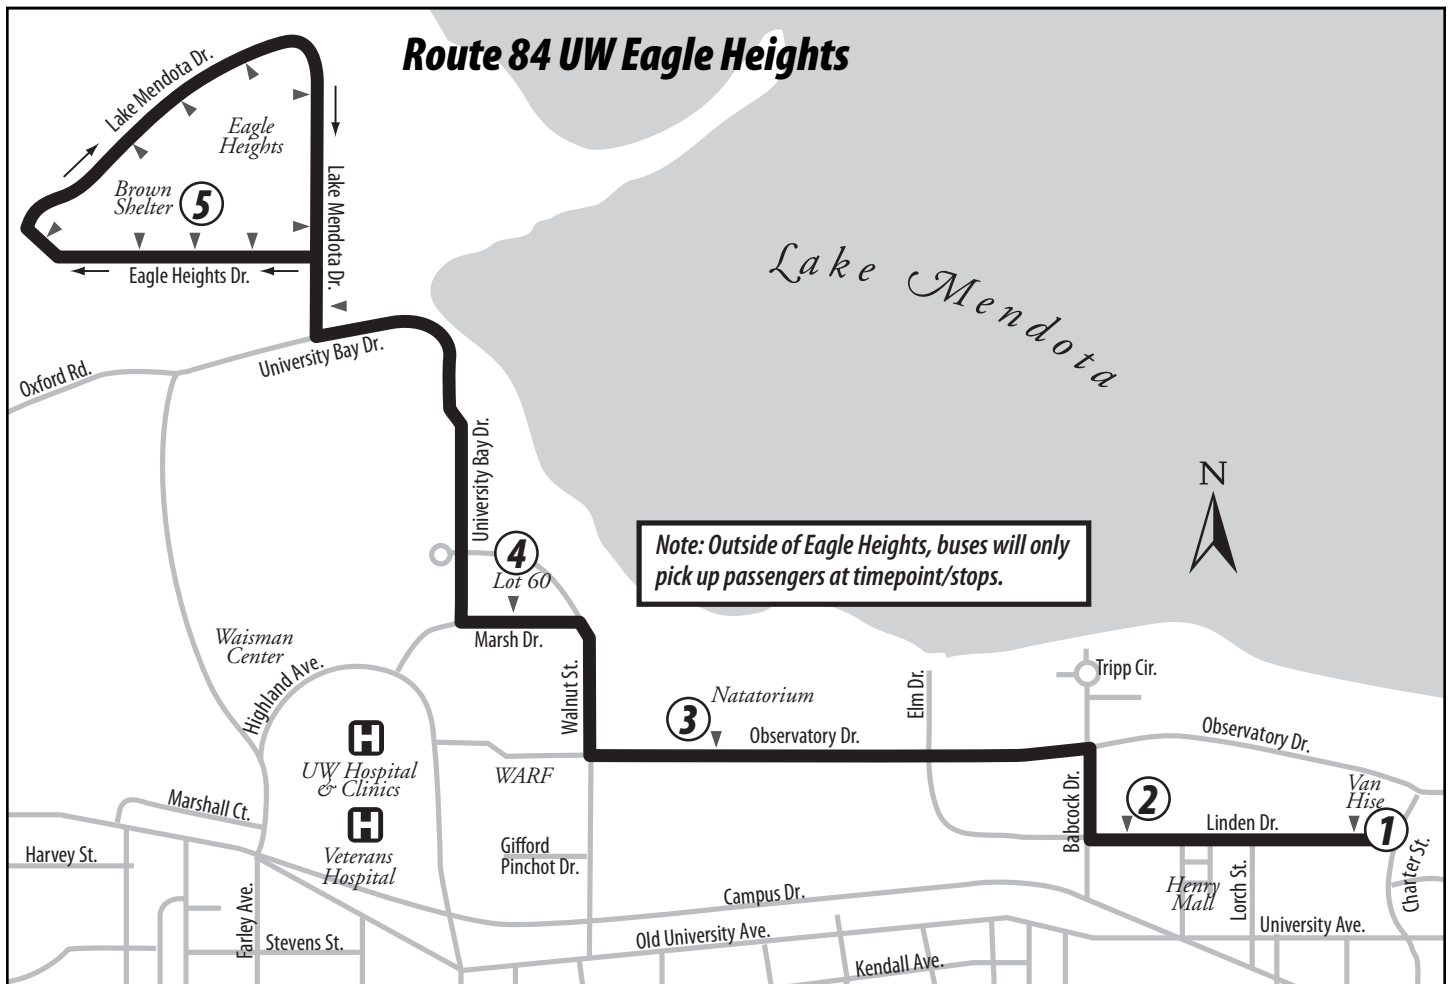 Route 84 UW Eagle Heights
Lake Mendota Dr.
Eagle
Heights
Brown
Shelter
5
Lake Mendota Dr.
Eagle Heights Dr.
Lake Mendota
University Bay Dr.
Oxford Rd.
University Bay Dr.
N
4
Lot 60
Note: Outside of Eagle Heights, buses will only
pick up passengers at timepoint/stops.
Marsh Dr.
Waisman
Center
Highland Ave.
Walnut St.
3
Natatorium
Observatory Dr.
Elm Dr.
Tripp Cir.
Observatory Dr.
H
UW Hospital
& Clinics
WARF
Babcock Dr.
2
Linden Dr.
Van
Hise
1
Marshall Ct.
H
Veterans
Hospital
Harvey St.
Gifford
Pinchot Dr.
Campus Dr.
Henry
Mall
Lorch St.
Charter St.
Farley Ave.
Stevens St.
Old University Ave.
University Ave.
Kendall Ave.